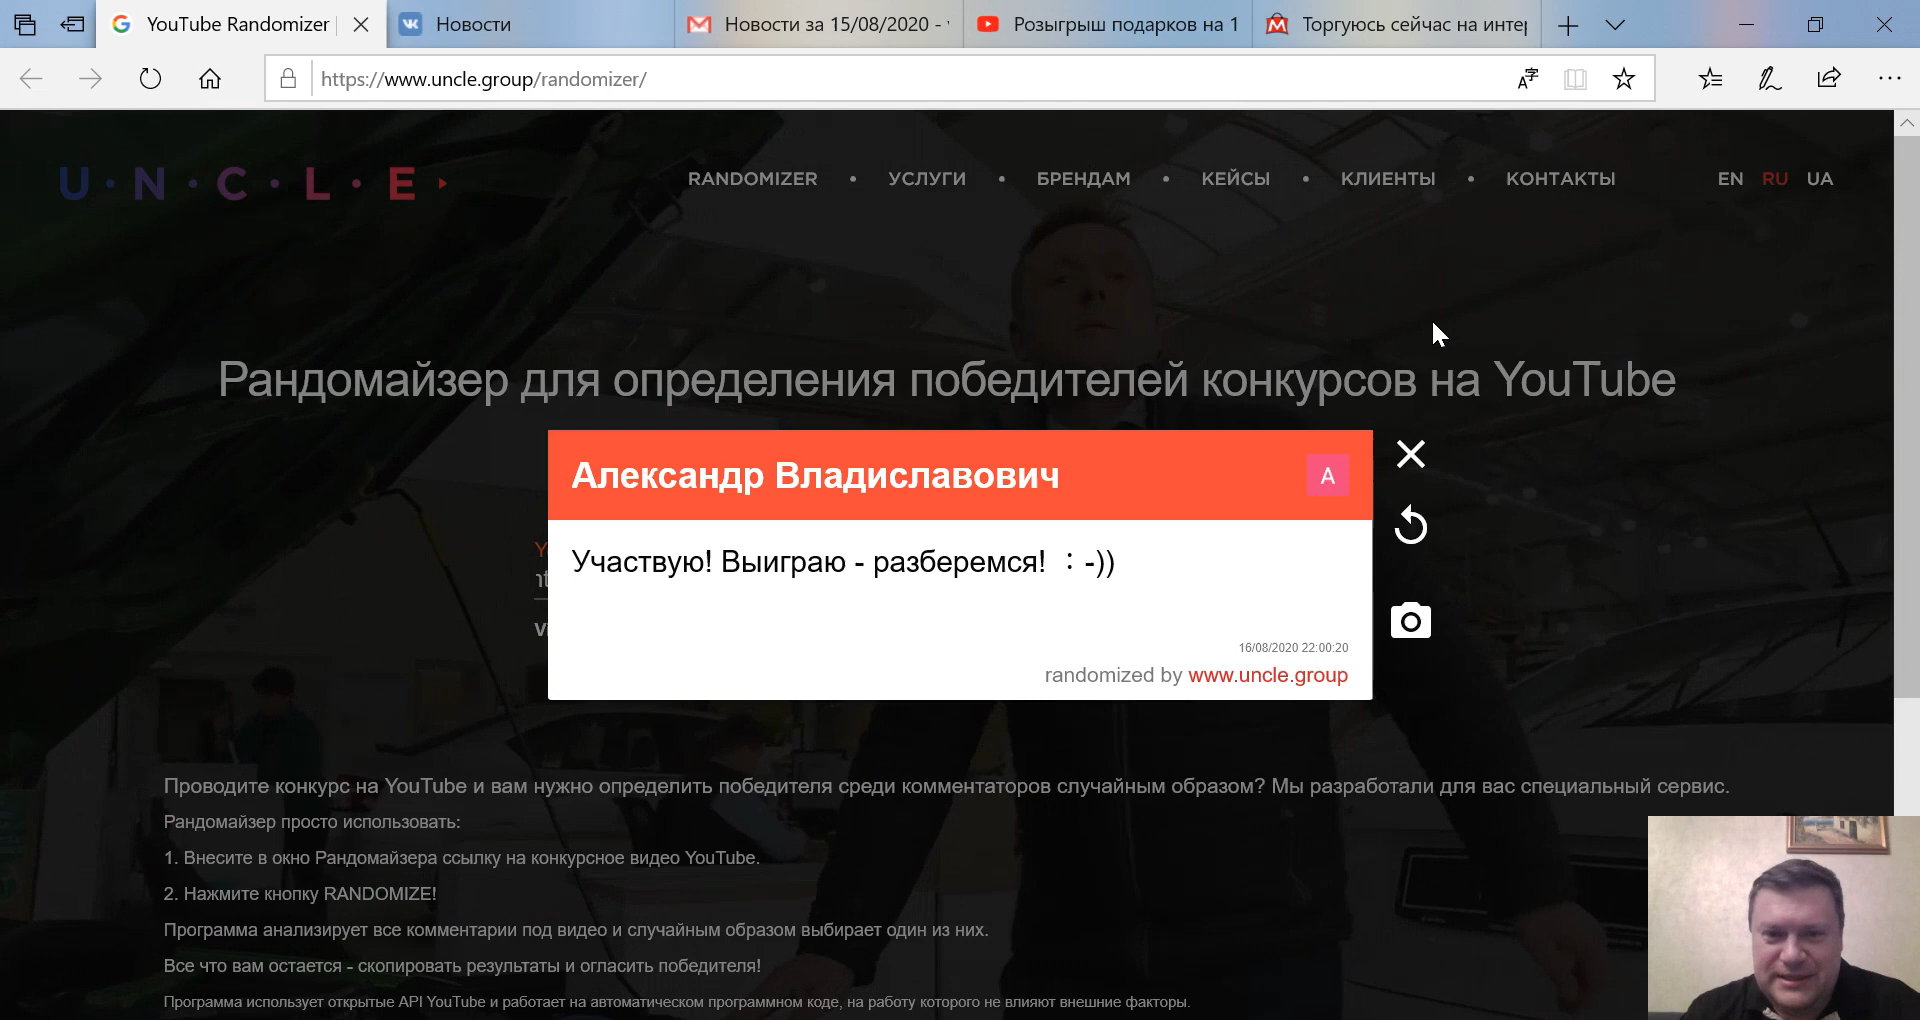 YouTube Randomizer
Новости
Новости за 15/08/2020 -
Розыгрыш подарков на 1
Торгуюсь сейчас на интер
https://www.uncle.group/randomizer/
U·N·C·L·E
RANDOMIZER • УСЛУГИ • БРЕНДАМ • КЕЙСЫ • КЛИЕНТЫ • КОНТАКТЫ
EN RU UA
Рандомайзер для определения победителей конкурсов на YouTube
Александр Владиславович
A
Участвую! Выиграю - разберемся! :-))
16/08/2020 22:00:20
randomized by www.uncle.group
Проводите конкурс на YouTube и вам нужно определить победителя среди комментаторов случайным образом? Мы разработали для вас специальный сервис.
Рандомайзер просто использовать:
1. Внесите в окно Рандомайзера ссылку на конкурсное видео YouTube.
2. Нажмите кнопку RANDOMIZE!
Программа анализирует все комментарии под видео и случайным образом выбирает один из них.
Все что вам остается - скопировать результаты и огласить победителя!
Программа использует открытые API YouTube и работает на автоматическом программном коде, на работу которого не влияют внешние факторы.